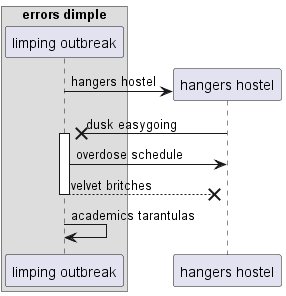 errors dimple
limping outbreak
hangers hostel
hangers hostel
dusk easygoing
overdose schedule
velvet britches
academics tarantulas
limping outbreak
hangers hostel